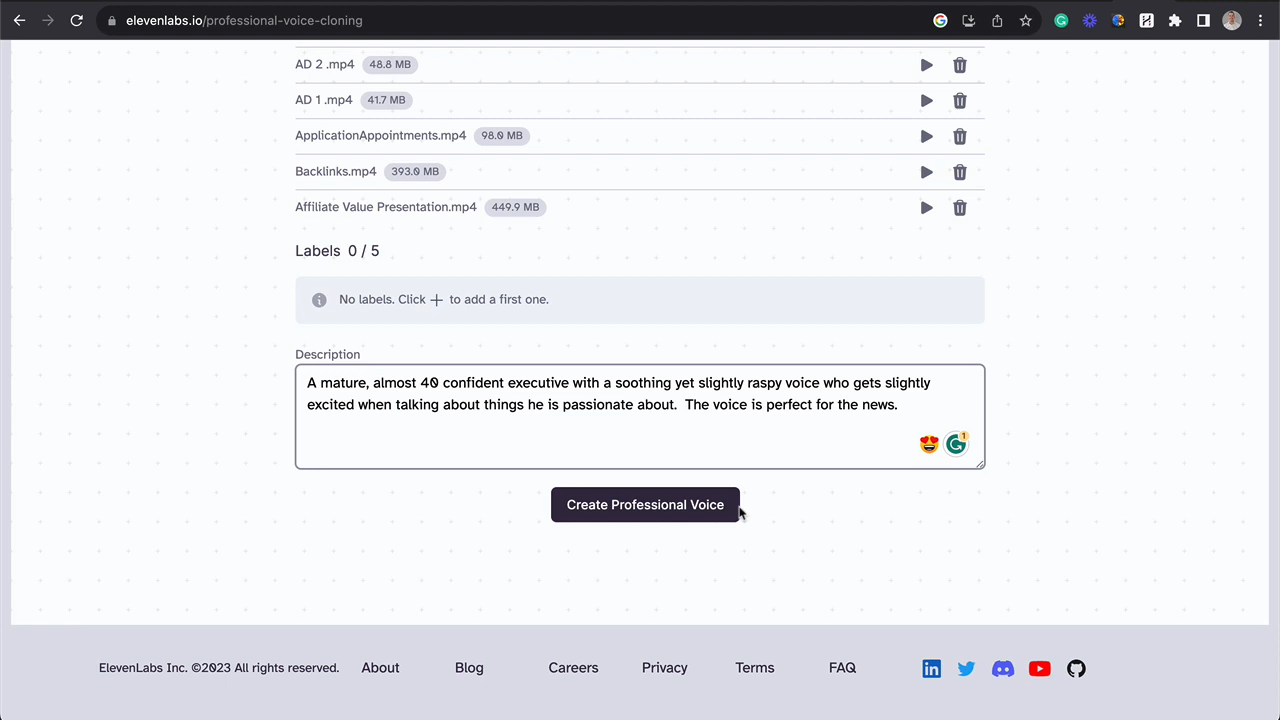 elevenlabs.io/professional-voice-cloning
AD 2 .mp4 48.8 MB
AD 1 .mp4 41.7 MB
ApplicationAppointments.mp4 98.0 MB
Backlinks.mp4 393.0 MB
Affiliate Value Presentation.mp4 449.9 MB
Labels 0 / 5
No labels. Click + to add a first one.
Description
A mature, almost 40 confident executive with a soothing yet slightly raspy voice who gets slightly
excited when talking about things he is passionate about.  The voice is perfect for the news.
1
Create Professional Voice
ElevenLabs Inc. ©2023 All rights reserved. About Blog Careers Privacy Terms FAQ